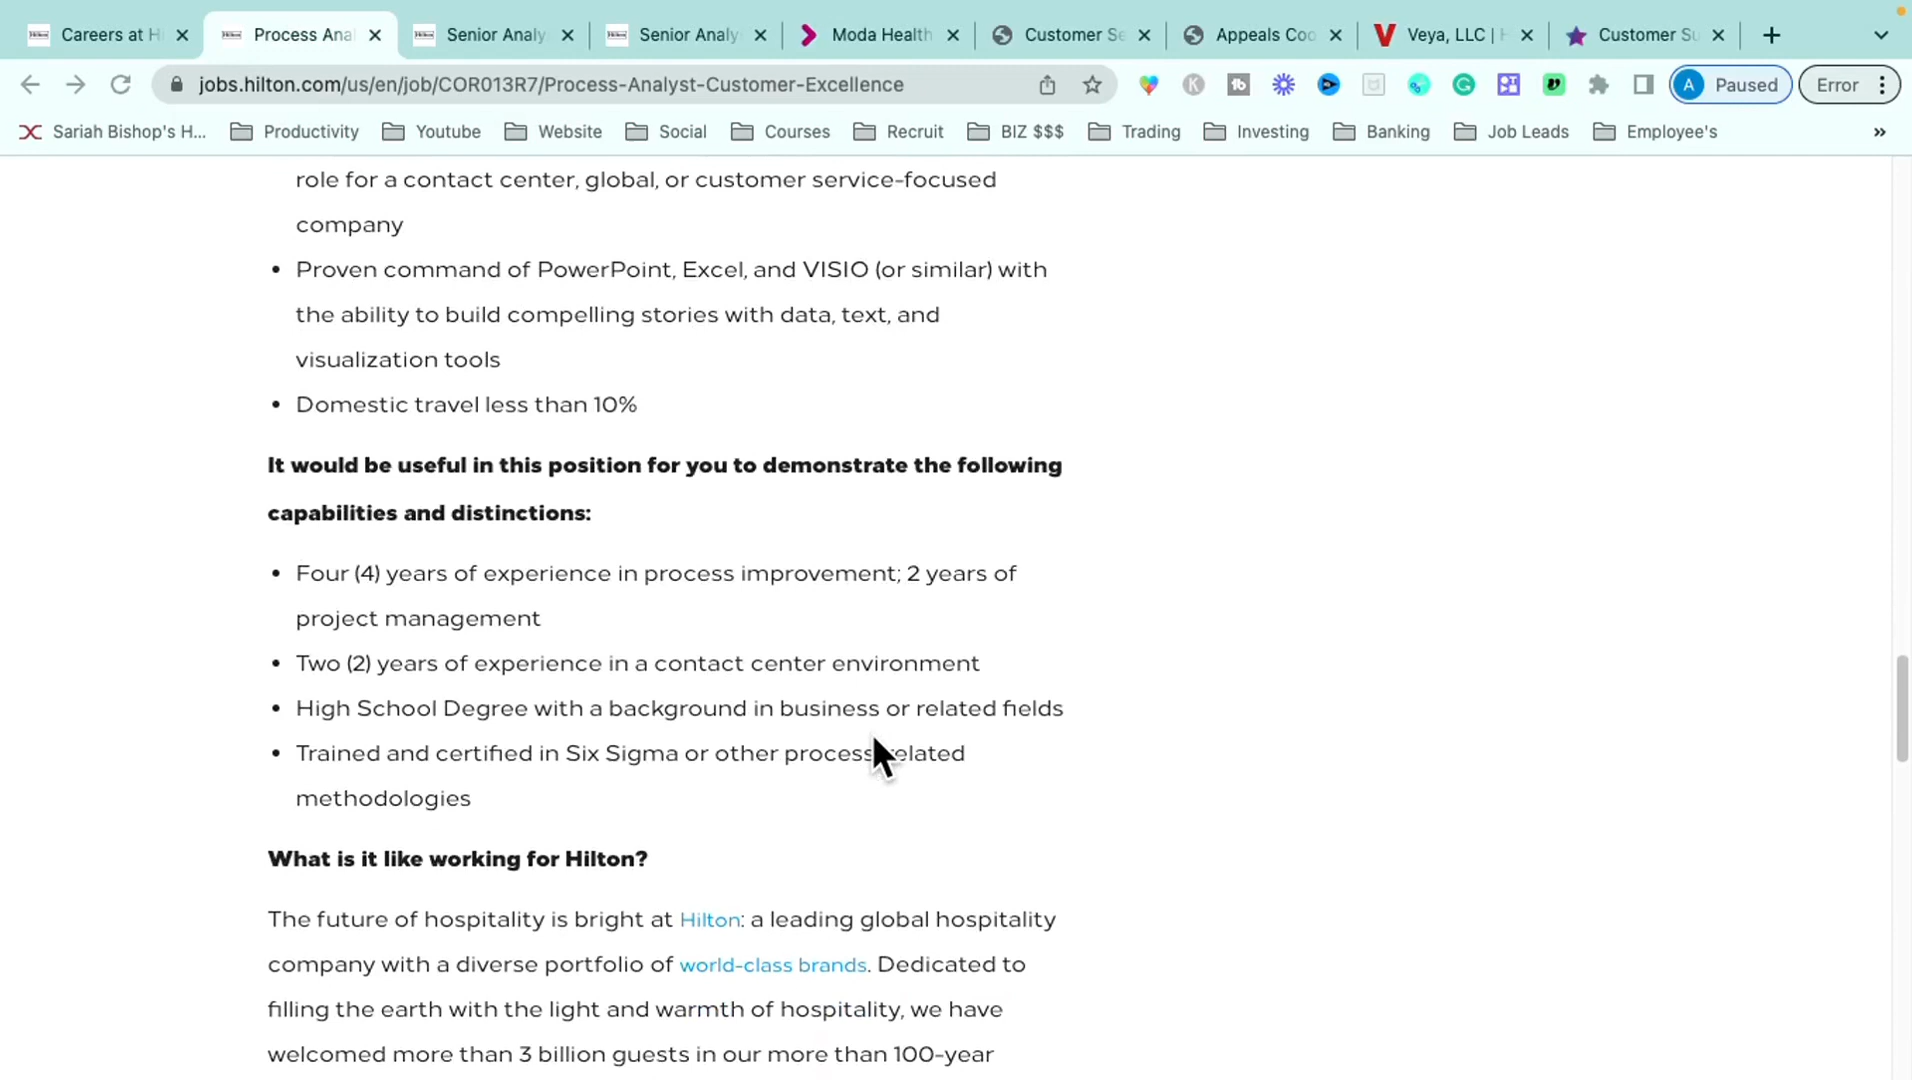 Careers at H
Process Anal
Senior Analy
Senior Analy
Moda Health
Customer Se
Appeals Coo
Veya, LLC | H
Customer Su
jobs.hilton.com/us/en/job/COR013R7/Process-Analyst-Customer-Excellence
A
Paused
Error
Sariah Bishop's H...
Productivity
Youtube
Website
Social
Courses
Recruit
BIZ $$$
Trading
Investing
Banking
Job Leads
Employee's
»
role for a contact center, global, or customer service-focused
company
• Proven command of PowerPoint, Excel, and VISIO (or similar) with
the ability to build compelling stories with data, text, and
visualization tools
• Domestic travel less than 10%
It would be useful in this position for you to demonstrate the following
capabilities and distinctions:
• Four (4) years of experience in process improvement; 2 years of
project management
• Two (2) years of experience in a contact center environment
• High School Degree with a background in business or related fields
• Trained and certified in Six Sigma or other process related
methodologies
What is it like working for Hilton?
The future of hospitality is bright at Hilton: a leading global hospitality
company with a diverse portfolio of world-class brands. Dedicated to
filling the earth with the light and warmth of hospitality, we have
welcomed more than 3 billion guests in our more than 100-year